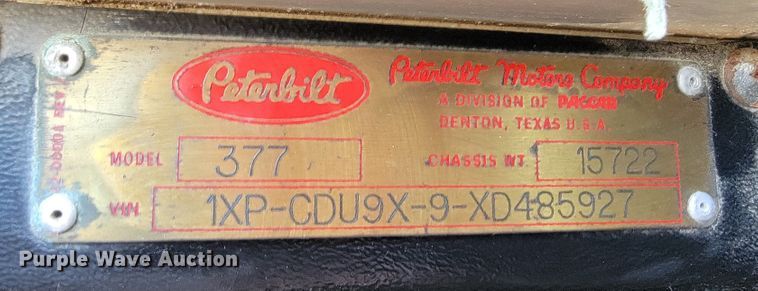 Peterbilt
Peterbilt Motors Company
A DIVISION OF PACCAR
DENTON, TEXAS U.S.A.
MODEL 377 CHASSIS WT 15722
VIN 1XP-CDU9X-9-XD485927
Purple Wave Auction